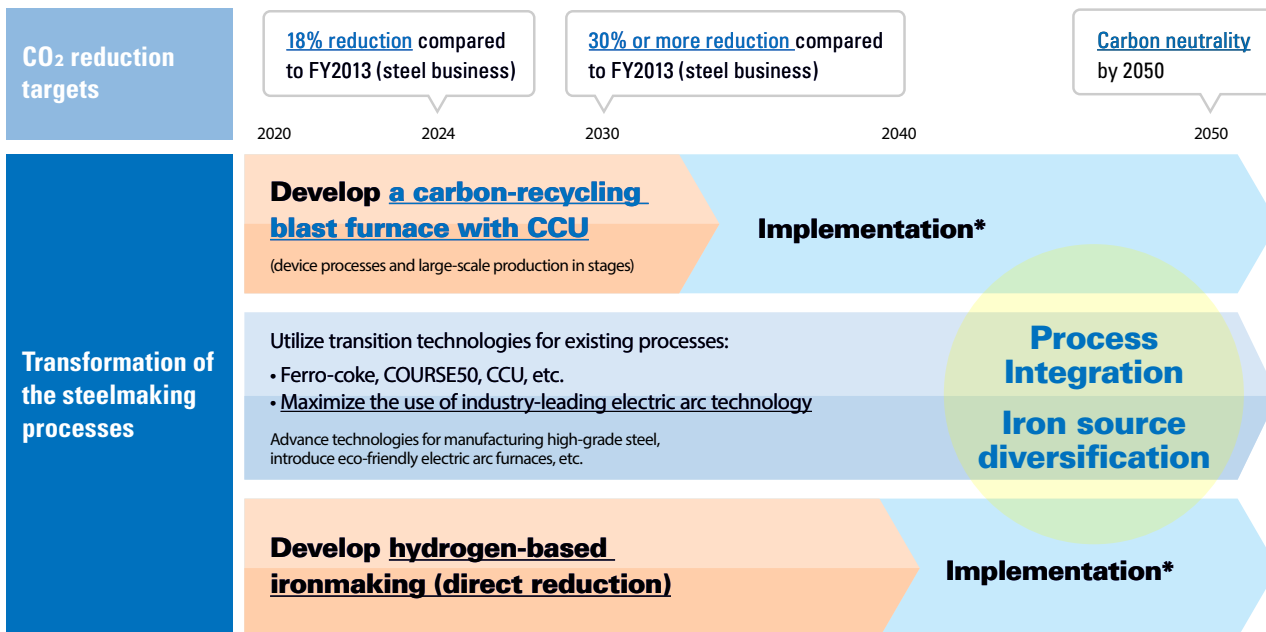 CO₂ reduction
targets
18% reduction compared
to FY2013 (steel business)
30% or more reduction compared
to FY2013 (steel business)
Carbon neutrality
by 2050
2020
2024
2030
2040
2050
Transformation of
the steelmaking
processes
Develop a carbon-recycling
blast furnace with CCU
(device processes and large-scale production in stages)
Implementation*
Utilize transition technologies for existing processes:
• Ferro-coke, COURSE50, CCU, etc.
• Maximize the use of industry-leading electric arc technology
Advance technologies for manufacturing high-grade steel,
introduce eco-friendly electric arc furnaces, etc.
Process
Integration
Iron source
diversification
Develop hydrogen-based
ironmaking (direct reduction)
Implementation*